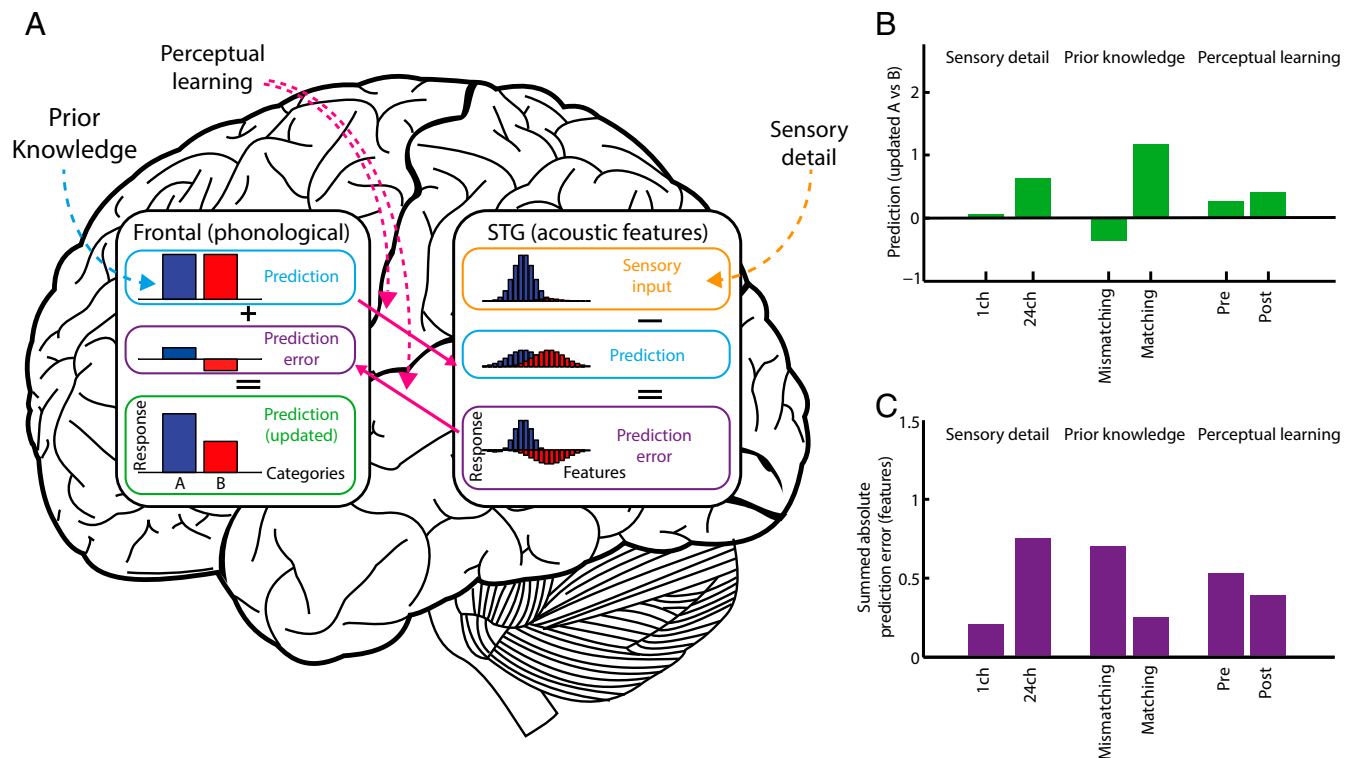 A
Perceptual
learning
Prior
Knowledge
Sensory
detail
Frontal (phonological)
Prediction
+
Prediction
error
=
Prediction
(updated)
Response
Categories
A B
STG (acoustic features)
Sensory
input
−
Prediction
=
Prediction
error
Response
Features
B
Sensory detail Prior knowledge Perceptual learning
Prediction (updated A vs B)
2
1
0
−1
1ch
24ch
Mismatching
Matching
Pre
Post
C
Sensory detail Prior knowledge Perceptual learning
Summed absolute
prediction error (features)
1.5
1
0.5
0
1ch
24ch
Mismatching
Matching
Pre
Post